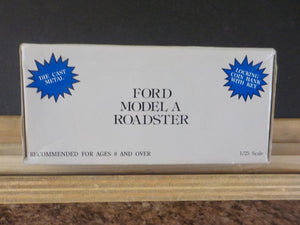 DIE CAST
METAL
LOCKING
COIN BANK
WITH KEY
FORD
MODEL A
ROADSTER
RECOMMENDED FOR AGES 8 AND OVER
1/25 Scale